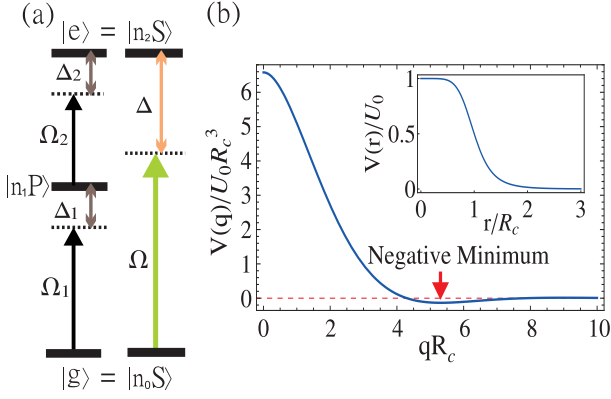 (a)
|e⟩ = |n₂S⟩
Δ₂
Δ
Ω₂
|n₁P⟩
Δ₁
Ω₁
Ω
|g⟩ = |n₀S⟩
(b)
V(q)/U₀R_c³
6
5
4
3
2
1
0
0
2
4
6
8
10
qR_c
Negative Minimum
V(r)/U₀
1
0.5
0
0
1
2
3
r/R_c